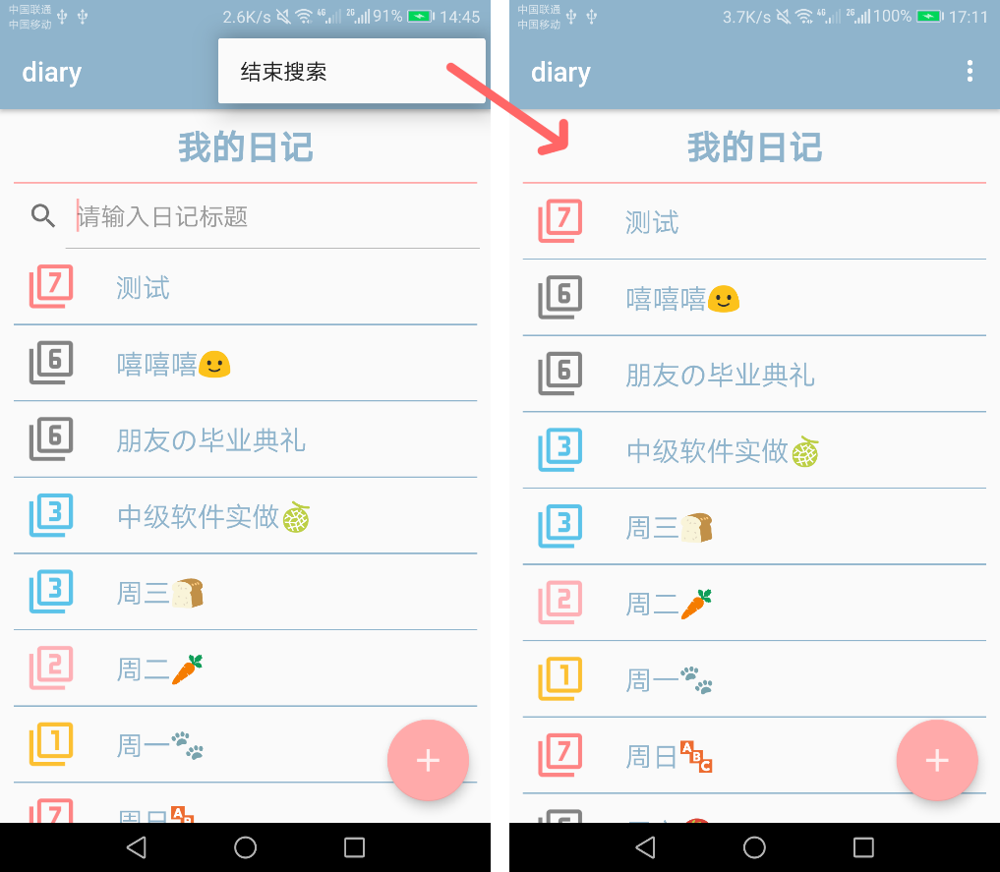 中国联通
中国移动
2.6K/s 4G 2G 91% 14:45
diary
结束搜索
我的日记
请输入日记标题
7 测试
6 嘻嘻嘻
6 朋友の毕业典礼
3 中级软件实做
3 周三
2 周二
1 周一
7 周日
中国联通
中国移动
3.7K/s 4G 2G 100% 17:11
diary
我的日记
7 测试
6 嘻嘻嘻
6 朋友の毕业典礼
3 中级软件实做
3 周三
2 周二
1 周一
7 周日